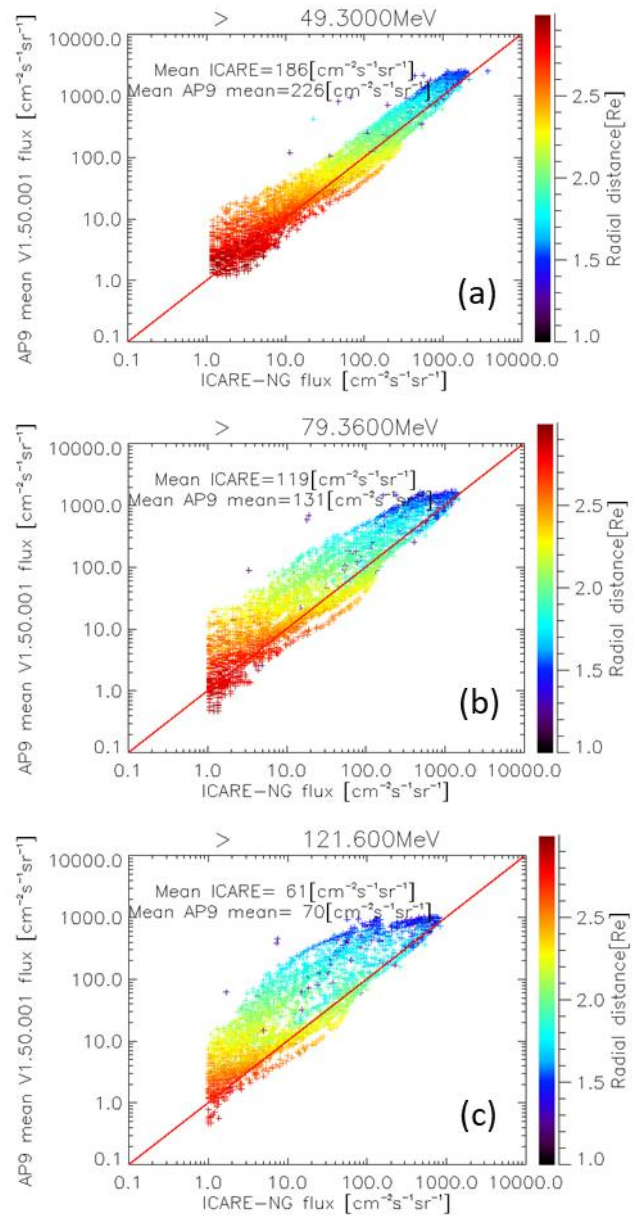 > 49.3000MeV
10000.0
1000.0
100.0
10.0
1.0
0.1
AP9 mean V1.50.001 flux [cm⁻²s⁻¹sr⁻¹]
Mean ICARE=186[cm⁻²s⁻¹sr⁻¹]
Mean AP9 mean=226[cm⁻²s⁻¹sr⁻¹]
(a)
0.1 1.0 10.0 100.0 1000.0 10000.0
ICARE-NG flux [cm⁻²s⁻¹sr⁻¹]
2.5
2.0
1.5
1.0
Radial distance[Re]
> 79.3600MeV
10000.0
1000.0
100.0
10.0
1.0
0.1
AP9 mean V1.50.001 flux [cm⁻²s⁻¹sr⁻¹]
Mean ICARE=119[cm⁻²s⁻¹sr⁻¹]
Mean AP9 mean=131[cm⁻²s⁻¹sr⁻¹]
(b)
0.1 1.0 10.0 100.0 1000.0 10000.0
ICARE-NG flux [cm⁻²s⁻¹sr⁻¹]
2.5
2.0
1.5
1.0
Radial distance[Re]
> 121.600MeV
10000.0
1000.0
100.0
10.0
1.0
0.1
AP9 mean V1.50.001 flux [cm⁻²s⁻¹sr⁻¹]
Mean ICARE= 61[cm⁻²s⁻¹sr⁻¹]
Mean AP9 mean= 70[cm⁻²s⁻¹sr⁻¹]
(c)
0.1 1.0 10.0 100.0 1000.0 10000.0
ICARE-NG flux [cm⁻²s⁻¹sr⁻¹]
2.5
2.0
1.5
1.0
Radial distance[Re]